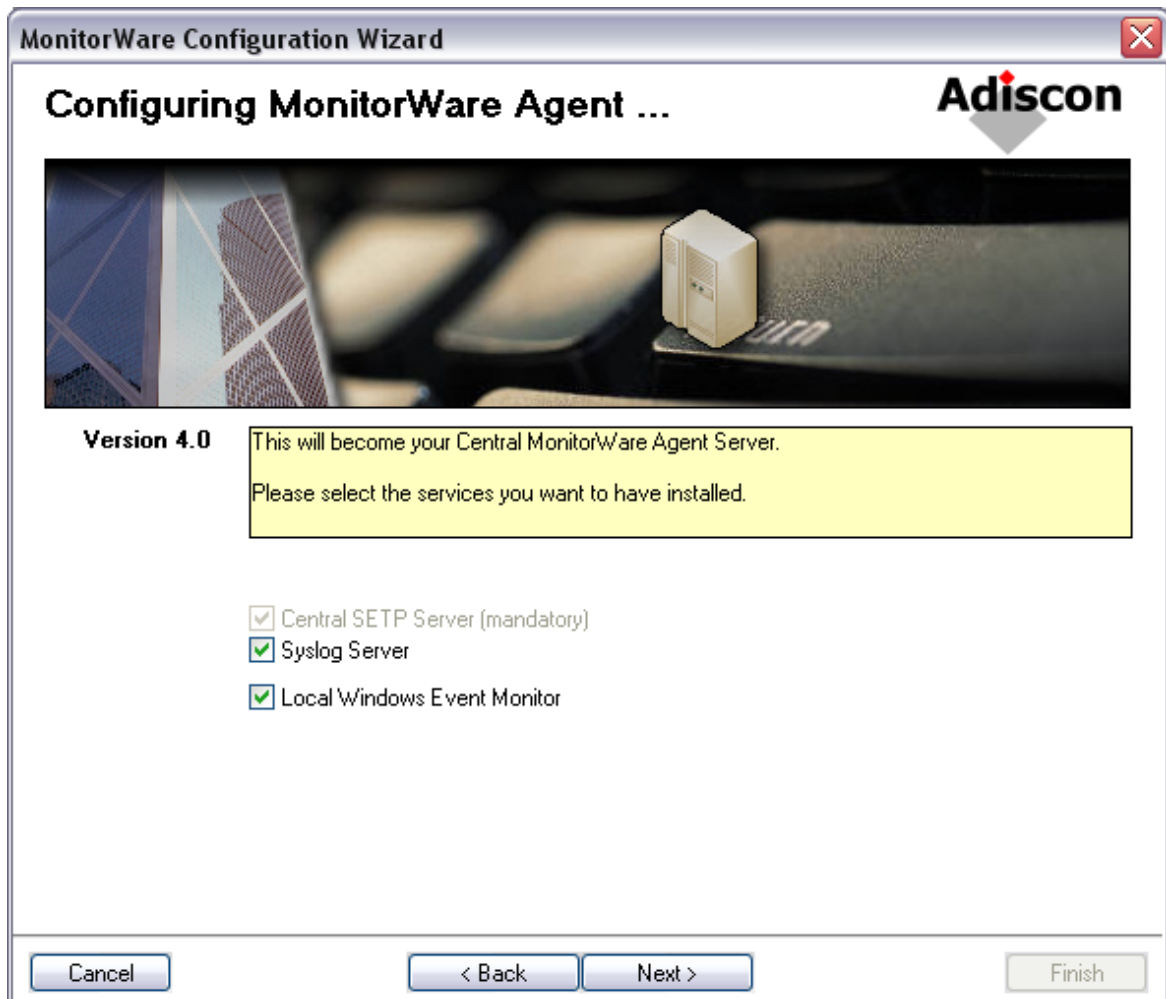 MonitorWare Configuration Wizard
Configuring MonitorWare Agent ...
Adiscon
Version 4.0
This will become your Central MonitorWare Agent Server.
Please select the services you want to have installed.
Central SETP Server (mandatory)
Syslog Server
Local Windows Event Monitor
Cancel
< Back
Next >
Finish